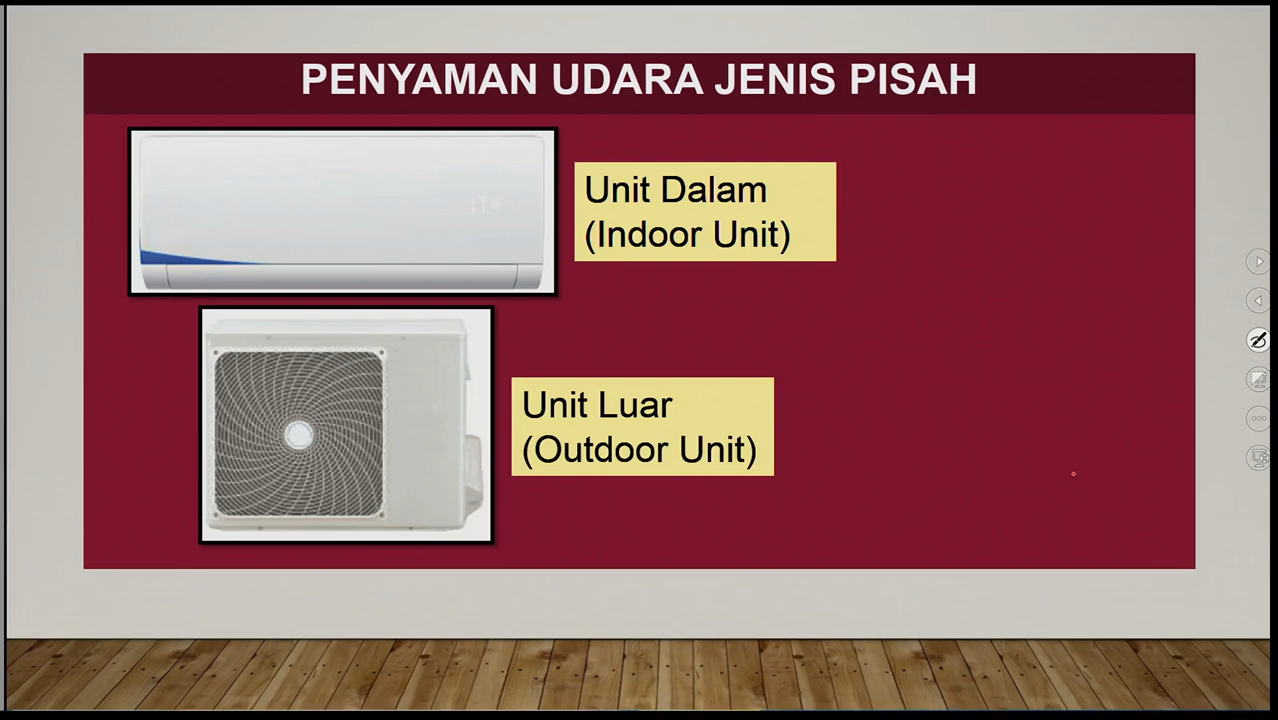 PENYAMAN UDARA JENIS PISAH
Unit Dalam
(Indoor Unit)
Unit Luar
(Outdoor Unit)